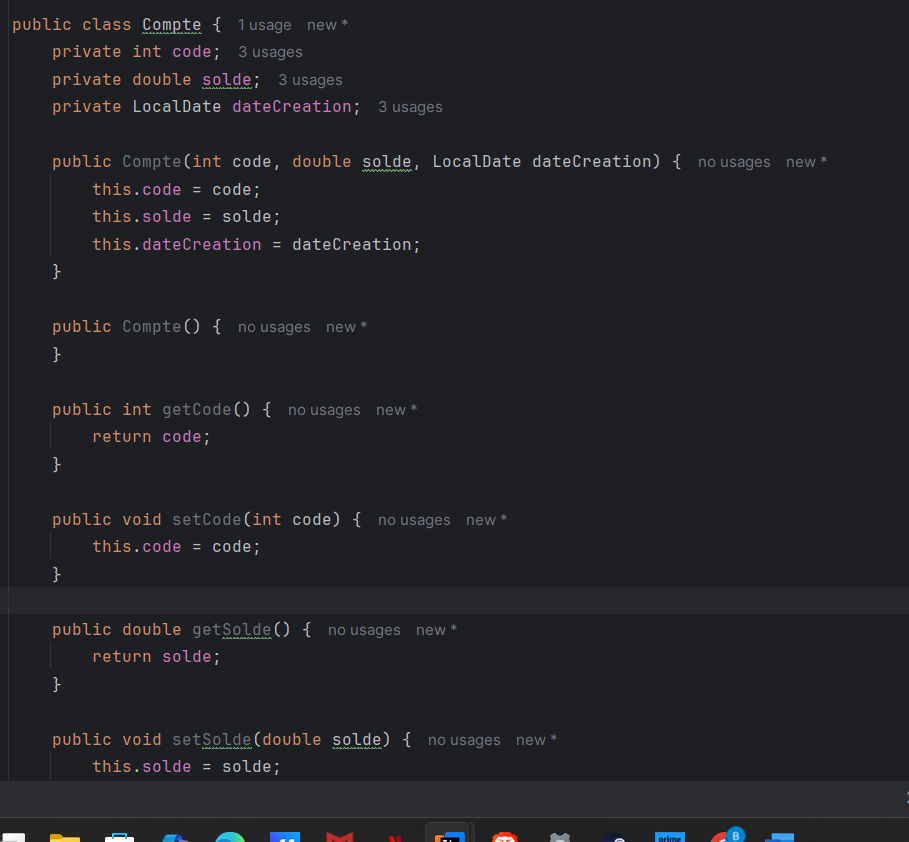 public class Compte { 1 usage new *
private int code; 3 usages
private double solde; 3 usages
private LocalDate dateCreation; 3 usages
public Compte(int code, double solde, LocalDate dateCreation) { no usages new *
this.code = code;
this.solde = solde;
this.dateCreation = dateCreation;
}
public Compte() { no usages new *
}
public int getCode() { no usages new *
return code;
}
public void setCode(int code) { no usages new *
this.code = code;
}
public double getSolde() { no usages new *
return solde;
}
public void setSolde(double solde) { no usages new *
this.solde = solde;
prime
B